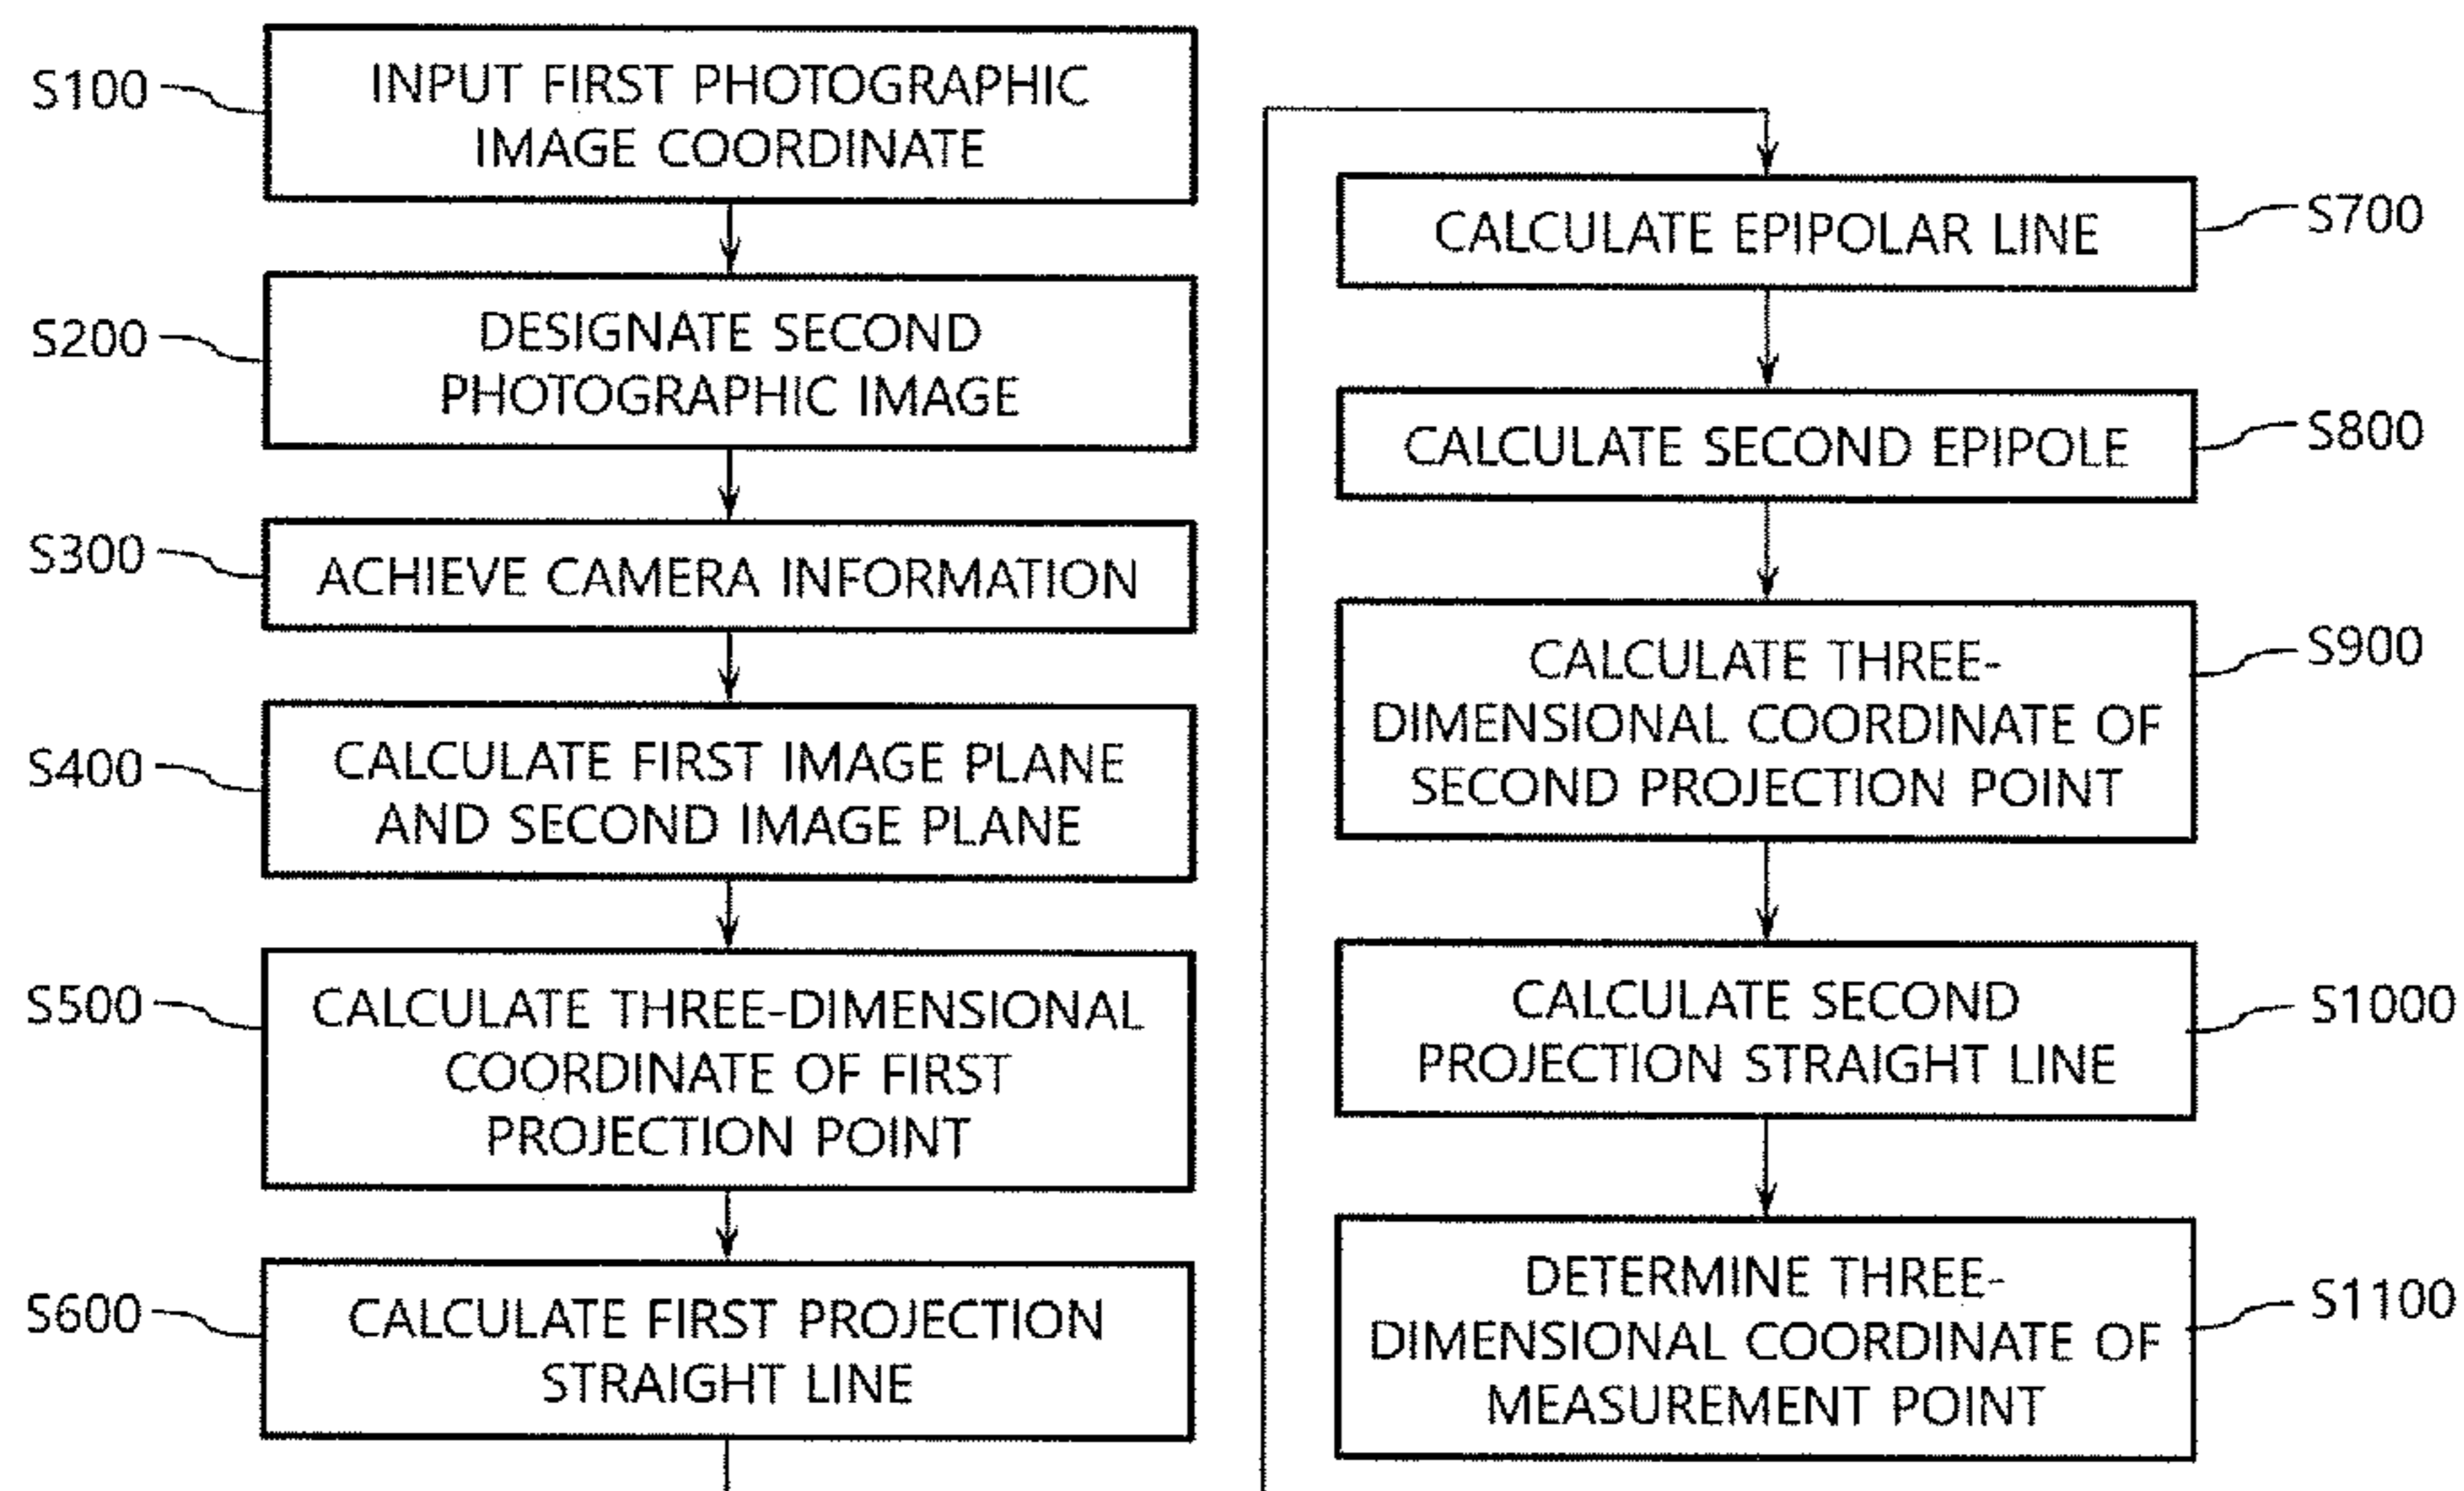 S100
INPUT FIRST PHOTOGRAPHIC
IMAGE COORDINATE
S200
DESIGNATE SECOND
PHOTOGRAPHIC IMAGE
S300
ACHIEVE CAMERA INFORMATION
S400
CALCULATE FIRST IMAGE PLANE
AND SECOND IMAGE PLANE
S500
CALCULATE THREE-DIMENSIONAL
COORDINATE OF FIRST
PROJECTION POINT
S600
CALCULATE FIRST PROJECTION
STRAIGHT LINE
CALCULATE EPIPOLAR LINE
S700
CALCULATE SECOND EPIPOLE
S800
CALCULATE THREE-
DIMENSIONAL COORDINATE OF
SECOND PROJECTION POINT
S900
CALCULATE SECOND
PROJECTION STRAIGHT LINE
S1000
DETERMINE THREE-
DIMENSIONAL COORDINATE OF
MEASUREMENT POINT
S1100